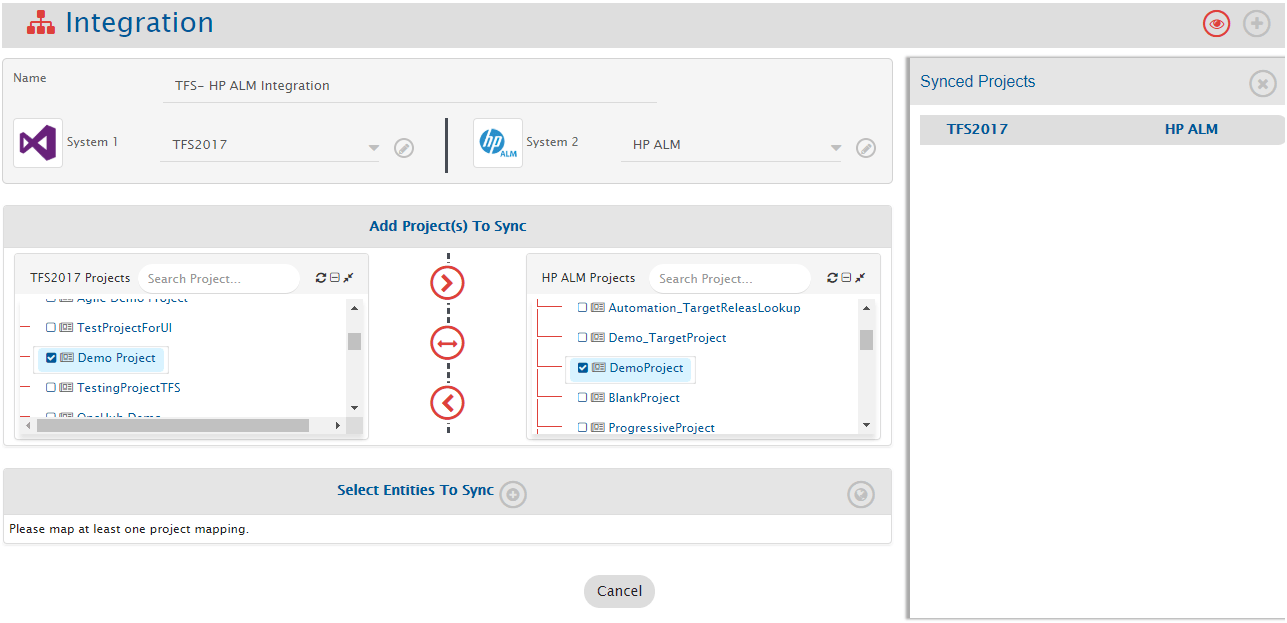 Integration
Name
TFS- HP ALM Integration
System 1
TFS2017
hp
ALM
System 2
HP ALM
Add Project(s) To Sync
TFS2017 Projects
Search Project...
Agile Demo Project
TestProjectForUI
Demo Project
TestingProjectTFS
OpsHub Demo
HP ALM Projects
Search Project...
Automation_TargetReleasLookup
Demo_TargetProject
DemoProject
BlankProject
ProgressiveProject
Select Entities To Sync
Please map at least one project mapping.
Cancel
Synced Projects
TFS2017 HP ALM